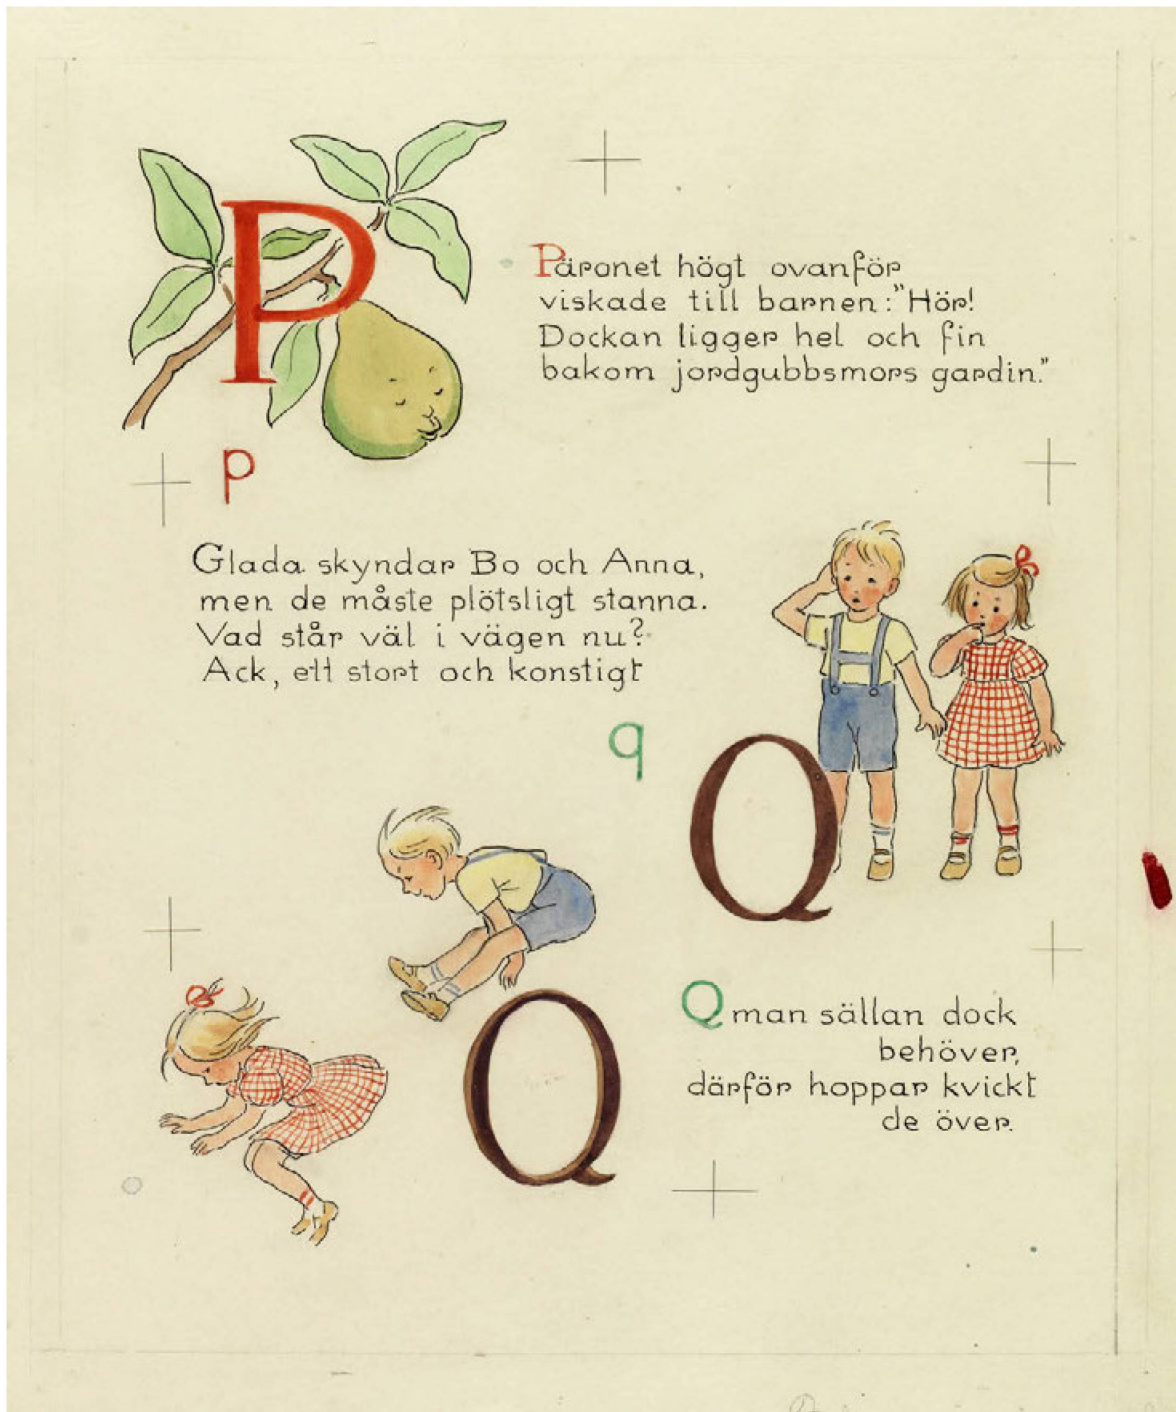 P
Päronet högt ovanför
viskade till barnen: "Hör!
Dockan ligger hel och fin
bakom jordgubbsmors gardin."
p
Glada skyndar Bo och Anna,
men de måste plötsligt stanna.
Vad står väl i vägen nu?
Ack, ett stort och konstigt
q
Q
Q
Q man sällan dock
behöver,
därför hoppar kvickt
de över.